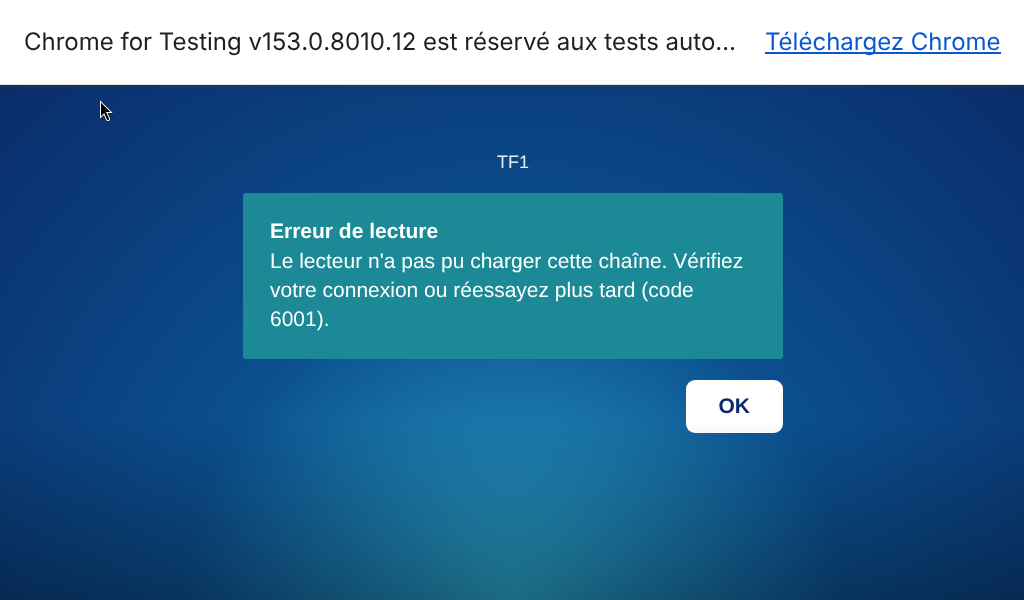 Chrome for Testing v153.0.8010.12 est réservé aux tests auto... Téléchargez Chrome
TF1
Erreur de lecture
Le lecteur n'a pas pu charger cette chaîne. Vérifiez
votre connexion ou réessayez plus tard (code
6001).
OK